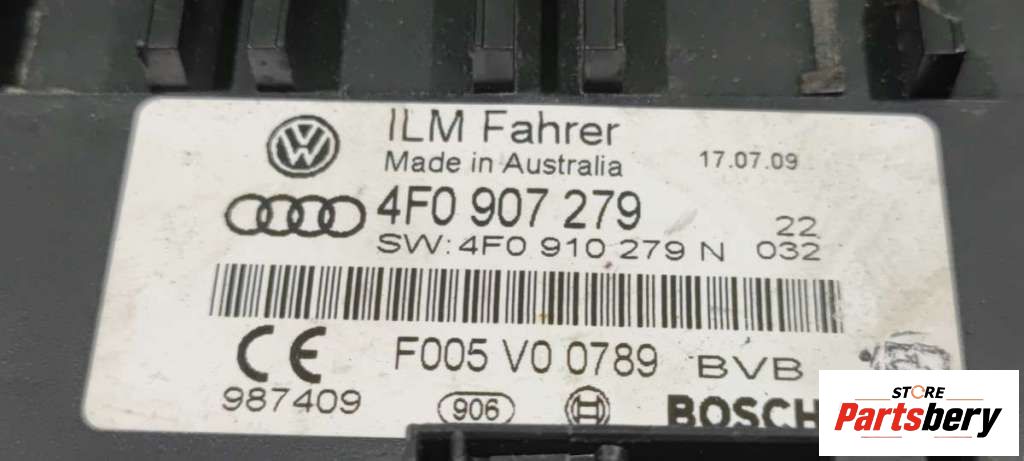 ILM Fahrer
Made in Australia 17.07.09
4F0 907 279 22
SW: 4F0 910 279 N 032
F005 V0 0789 BVB
987409 906 BOSCH
STORE
Partsbery